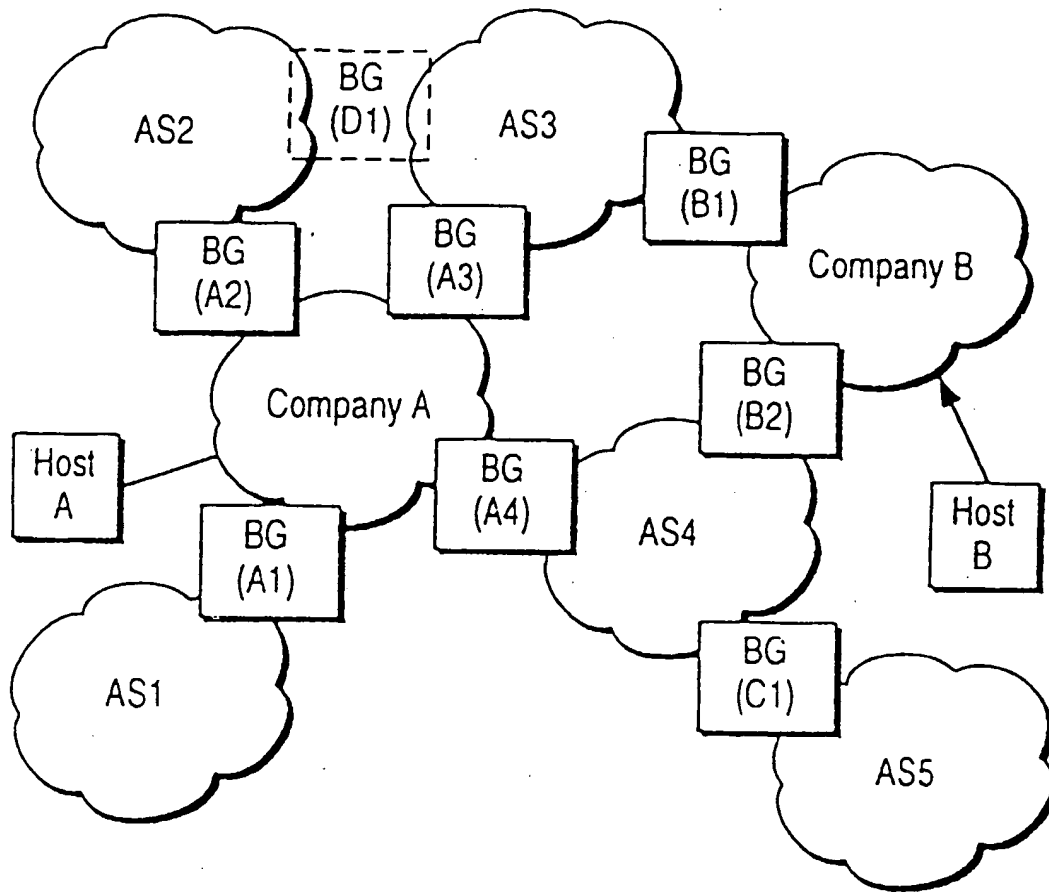 AS2
BG
(D1)
AS3
BG
(B1)
BG
(A2)
BG
(A3)
Company B
Company A
BG
(B2)
Host
A
BG
(A4)
BG
(A1)
AS4
Host
B
AS1
BG
(C1)
AS5